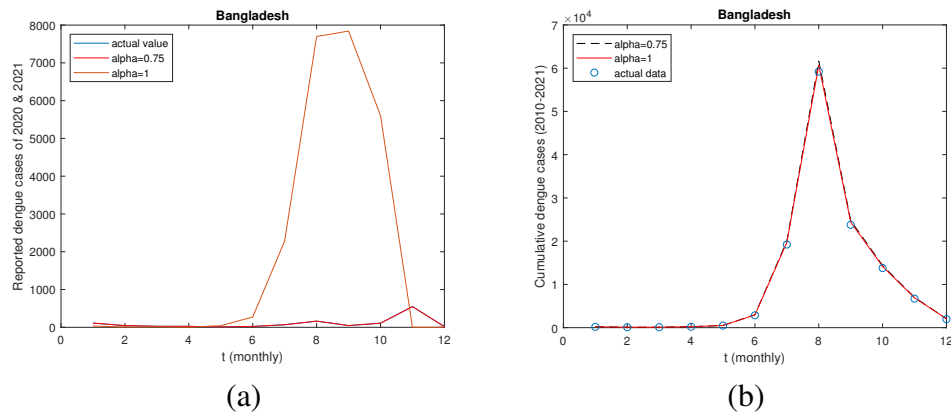 Bangladesh
Reported dengue cases of 2020 & 2021
8000
7000
6000
5000
4000
3000
2000
1000
0
actual value
alpha=0.75
alpha=1
0 2 4 6 8 10 12
t (monthly)
(a)
Bangladesh
×10⁴
Cumulative dengue cases (2010-2021)
7
6
5
4
3
2
1
0
alpha=0.75
alpha=1
actual data
0 2 4 6 8 10 12
t (monthly)
(b)